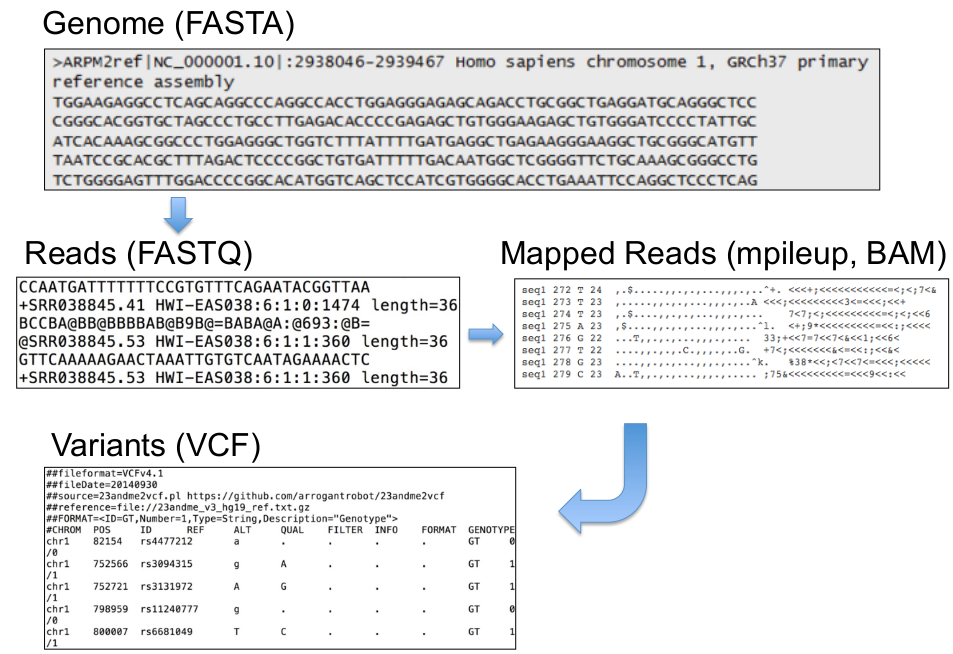 Genome (FASTA)
>ARPM2ref|NC_000001.10|:2938046-2939467 Homo sapiens chromosome 1, GRCh37 primary
reference assembly
TGGAAGAGGCCTCAGCAGGCCCAGGCCACCTGGAGGGAGAGCAGACCTGCGGCTGAGGATGCAGGGCTCC
CGGGCACGGTGCTAGCCCTGCCTTGAGACACCCCGAGAGCTGTGGGAAGAGCTGTGGGATCCCCTATTGC
ATCACAAAGCGGCCCTGGAGGGCTGGTCTTTATTTTGATGAGGCTGAGAAGGGAAGGCTGCGGGCATGTT
TAATCCGCACGCTTTAGACTCCCCGGCTGTGATTTTTGACAATGGCTCGGGGTTCTGCAAAGCGGGCCTG
TCTGGGGAGTTTGGACCCCGGCACATGGTCAGCTCCATCGTGGGGCACCTGAAATTCCAGGCTCCCTCAG
Reads (FASTQ)
CCAATGATTTTTTTCCGTGTTTCAGAATACGGTTAA
+SRR038845.41 HWI-EAS038:6:1:0:1474 length=36
BCCBA@BB@BBBBAB@B9B@=BABA@A:@693:@B=
@SRR038845.53 HWI-EAS038:6:1:1:360 length=36
GTTCAAAAAGAACTAAATTGTGTCAATAGAAAACTC
+SRR038845.53 HWI-EAS038:6:1:1:360 length=36
Mapped Reads (mpileup, BAM)
seq1 272 T 24 ,.$.....,,.,.,...,,,.,..^+. <<<+;<<<<<<<<<<<=<;<;7<&
seq1 273 T 23 ,.....,,.,.,...,,,.,..A <<<;<<<<<<<<<3<=<<<;<<+
seq1 274 T 23 ,.$....,,.,.,...,,,.,... 7<7;<;<<<<<<<<<=<;<;<<6
seq1 275 A 23 ,$....,,.,.,...,,,.,...^l. <+;9*<<<<<<<<<=<<:;<<<<
seq1 276 G 22 ...T,,.,.,...,,,.,.... 33;+<<7=7<<7<&<<1;<<6<
seq1 277 T 22 ....,,.,.,.C.,,,.,..G. +7<;<<<<<<<&<=<<:;<<&<
seq1 278 G 23 ....,,.,.,...,,,.,....^k. %38*<<;<7<<7<=<<<;<<<<<
seq1 279 C 23 A..T,,.,.,...,,,.,..... ;75&<<<<<<<<<=<<<9<<:<<
Variants (VCF)
##fileformat=VCFv4.1
##fileDate=20140930
##source=23andme2vcf.pl https://github.com/arrogantrobot/23andme2vcf
##reference=file://23andme_v3_hg19_ref.txt.gz
##FORMAT=<ID=GT,Number=1,Type=String,Description="Genotype">
#CHROM POS ID REF ALT QUAL FILTER INFO FORMAT GENOTYPE
chr1 82154 rs4477212 a . . . . GT 0
/0
chr1 752566 rs3094315 g A . . . GT 1
/1
chr1 752721 rs3131972 A G . . . GT 1
/1
chr1 798959 rs11240777 g . . . . GT 0
/0
chr1 800007 rs6681049 T C . . . GT 1
/1